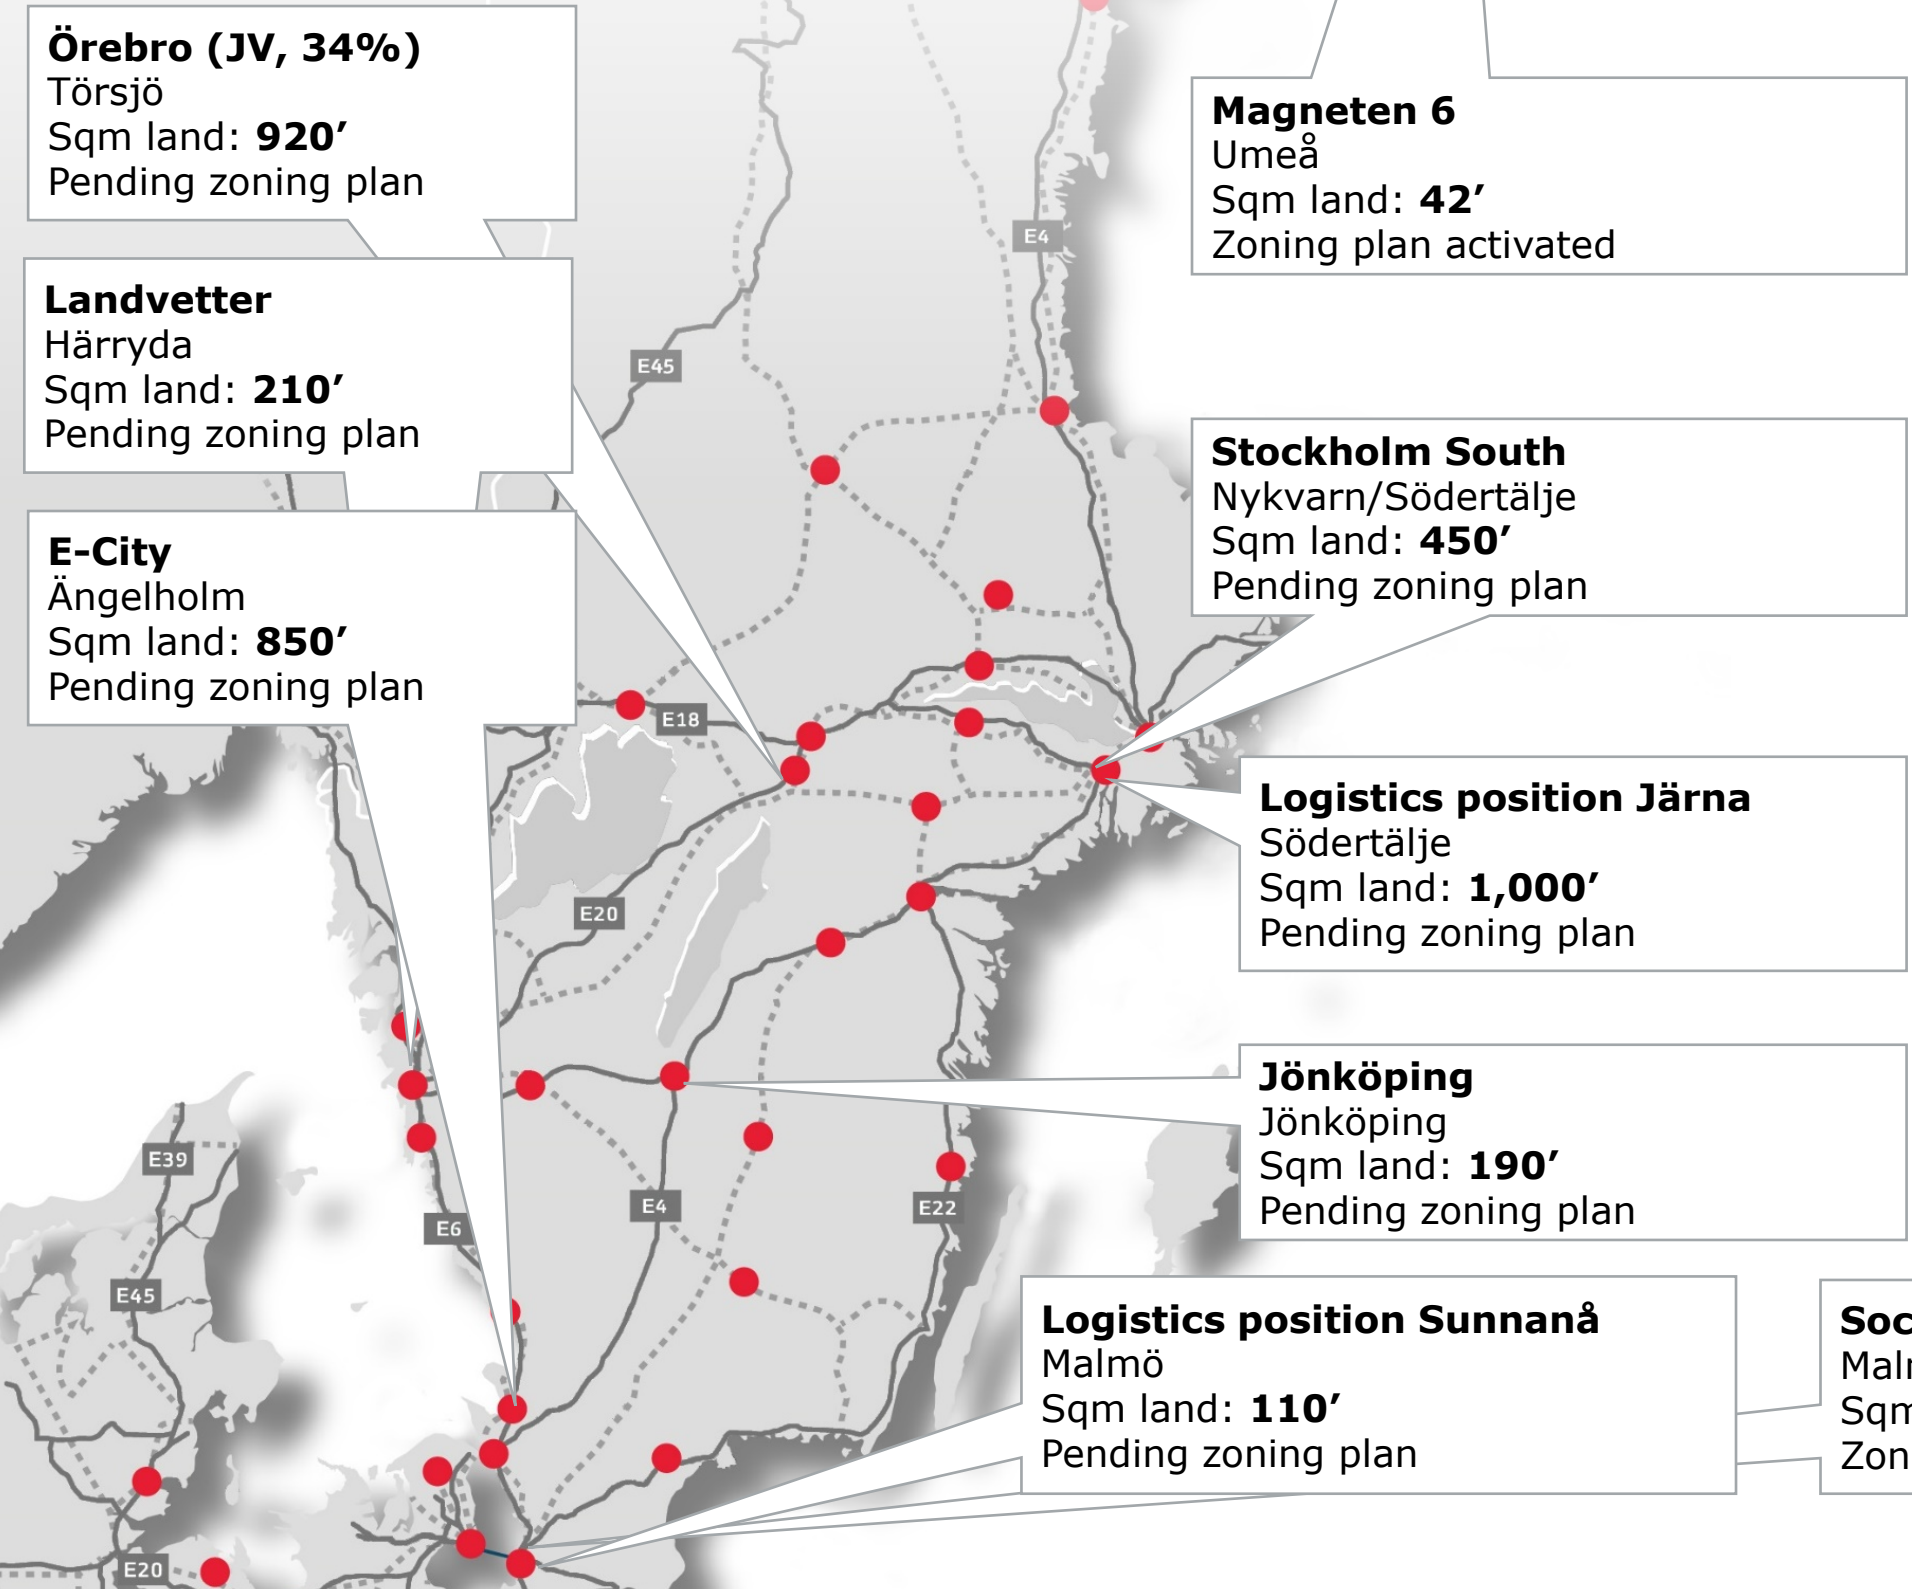 Örebro (JV, 34%)
Törsjö
Sqm land: 920’
Pending zoning plan
Landvetter
Härryda
Sqm land: 210’
Pending zoning plan
E-City
Ängelholm
Sqm land: 850’
Pending zoning plan
Magneten 6
Umeå
Sqm land: 42’
Zoning plan activated
Stockholm South
Nykvarn/Södertälje
Sqm land: 450’
Pending zoning plan
Logistics position Järna
Södertälje
Sqm land: 1,000’
Pending zoning plan
Jönköping
Jönköping
Sqm land: 190’
Pending zoning plan
Logistics position Sunnanå
Malmö
Sqm land: 110’
Pending zoning plan
E4
E45
E18
E20
E39
E4
E22
E6
E45
E20